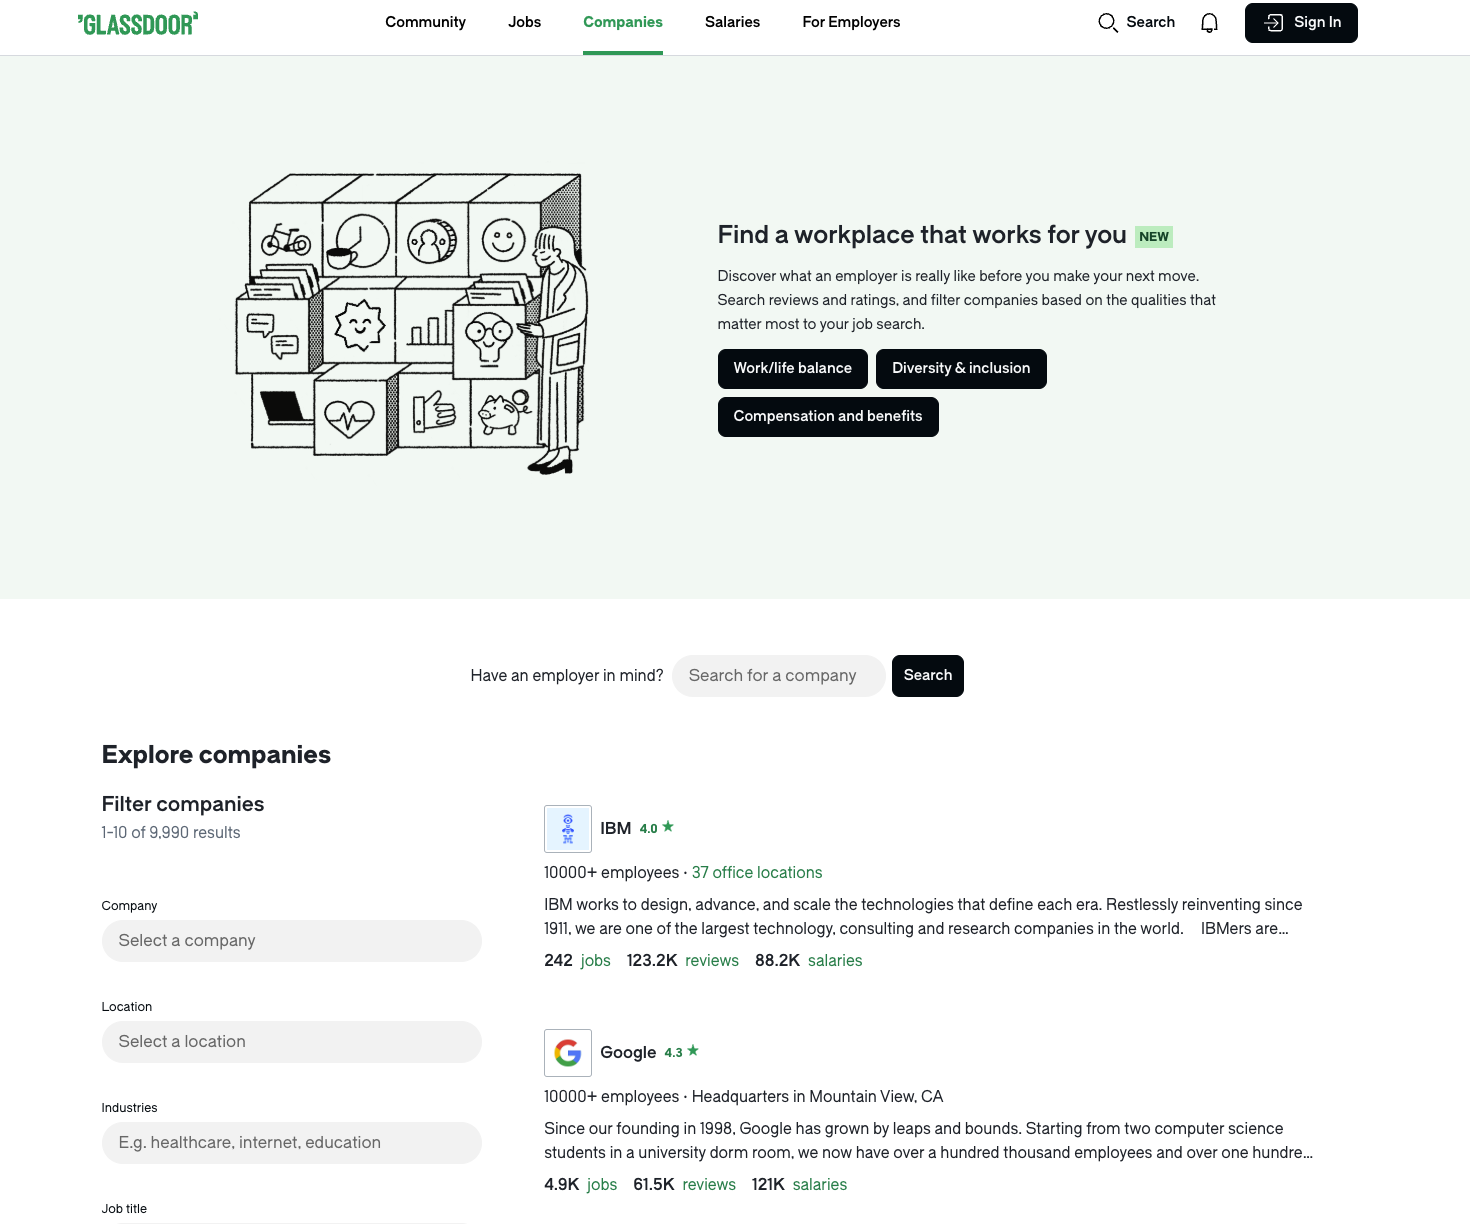 GLASSDOOR
Community
Jobs
Companies
Salaries
For Employers
Search
Sign In
Find a workplace that works for you NEW
Discover what an employer is really like before you make your next move.
Search reviews and ratings, and filter companies based on the qualities that
matter most to your job search.
Work/life balance
Diversity & inclusion
Compensation and benefits
Have an employer in mind?
Search for a company
Search
Explore companies
Filter companies
1-10 of 9,990 results
Company
Select a company
Location
Select a location
Industries
E.g. healthcare, internet, education
Job title
IBM 4.0 ★
10000+ employees · 37 office locations
IBM works to design, advance, and scale the technologies that define each era. Restlessly reinventing since
1911, we are one of the largest technology, consulting and research companies in the world. IBMers are...
242 jobs 123.2K reviews 88.2K salaries
Google 4.3 ★
10000+ employees · Headquarters in Mountain View, CA
Since our founding in 1998, Google has grown by leaps and bounds. Starting from two computer science
students in a university dorm room, we now have over a hundred thousand employees and over one hundre...
4.9K jobs 61.5K reviews 121K salaries